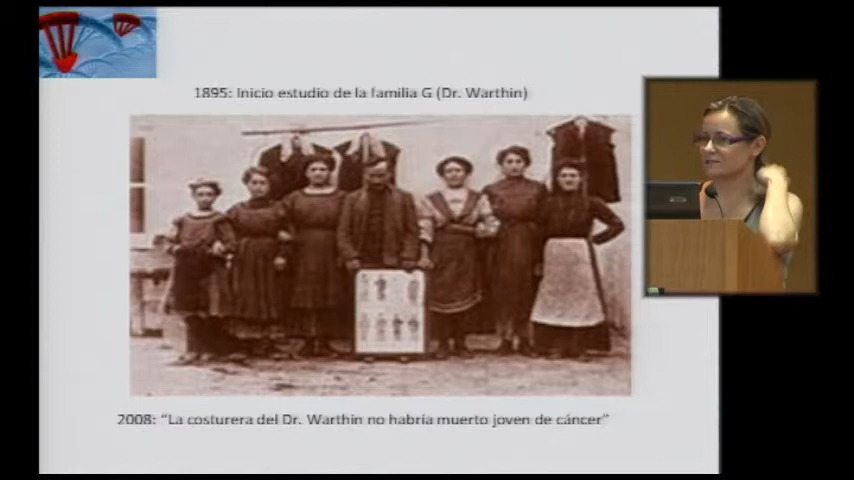 1895: Inicio estudio de la familia G (Dr. Warthin)
2008: “La costurera del Dr. Warthin no habría muerto joven de cáncer”